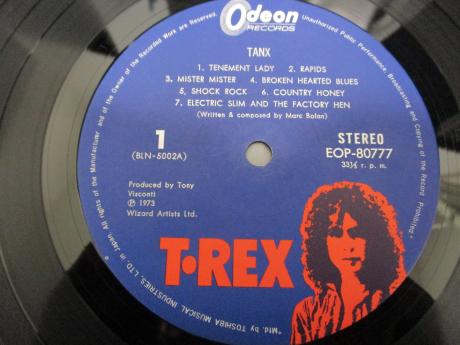 Odeon
RECORDS
TANX
1. TENEMENT LADY 2. RAPIDS
3. MISTER MISTER 4. BROKEN HEARTED BLUES
5. SHOCK ROCK 6. COUNTRY HONEY
7. ELECTRIC SLIM AND THE FACTORY HEN
(Written & composed by Marc Bolan)
1
(BLN-5002A)
STEREO
EOP-80777
33⅓ r. p. m.
Produced by Tony
Visconti
℗ 1973
Wizard Artists Ltd.
T•REX
"Mfd. by TOSHIBA MUSICAL INDUSTRIES, LTD. in Japan All rights of the Manufacturer and of the Owner of the Recorded Work are Reserved. Unauthorized Public Performance, Broadcasting and Copying of the Record Prohibited."